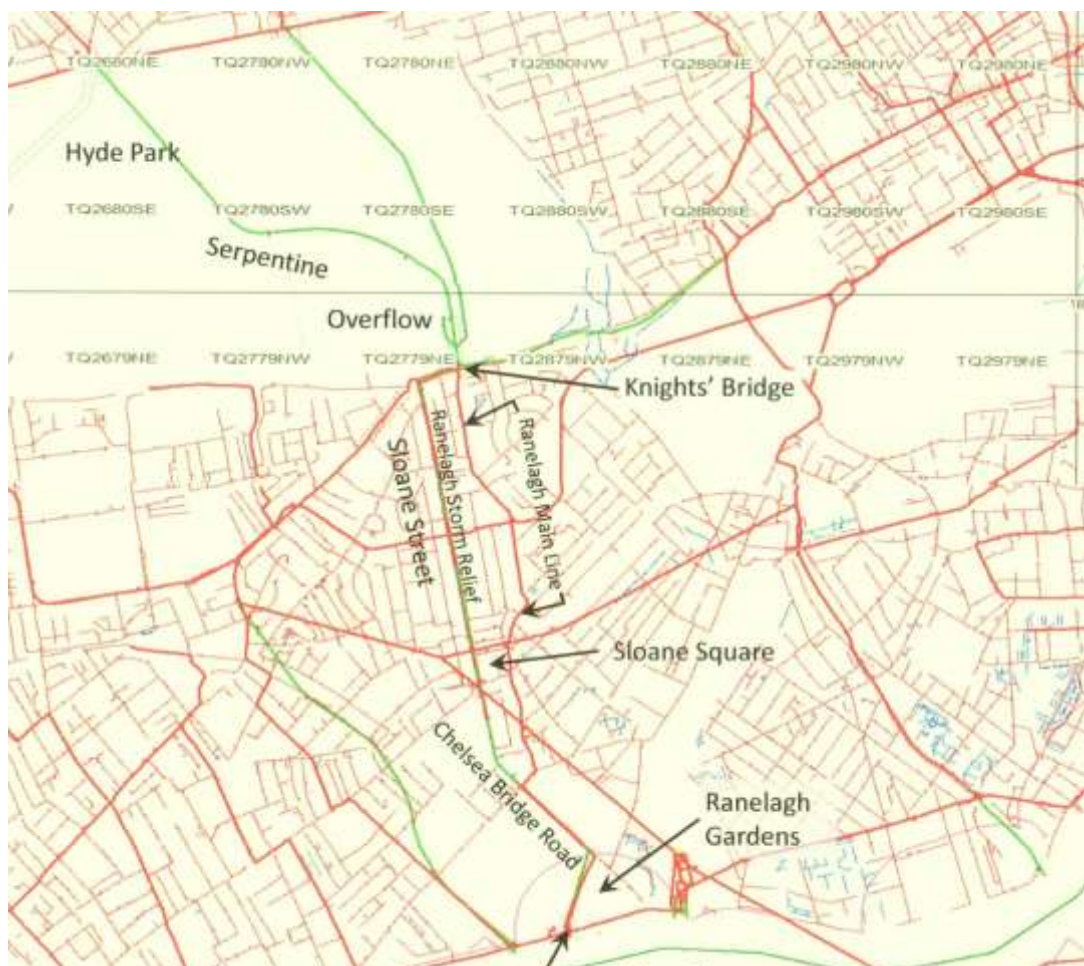 TQ2680NE
TQ2780NW
TQ2780NE
TQ2880NW
TQ2880NE
TQ2980NW
TQ2980NE
Hyde Park
TQ2680SE
TQ2780SW
TQ2780SE
TQ2880SW
TQ2880SE
TQ2980SW
TQ2980SE
Serpentine
Overflow
TQ2679NE
TQ2779NW
TQ2779NE
TQ2879NW
TQ2879NE
TQ2979NW
TQ2979NE
Knights' Bridge
Ranelagh Storm Relief
Sloane Street
Ranelagh Main Line
Sloane Square
Chelsea Bridge Road
Ranelagh
Gardens